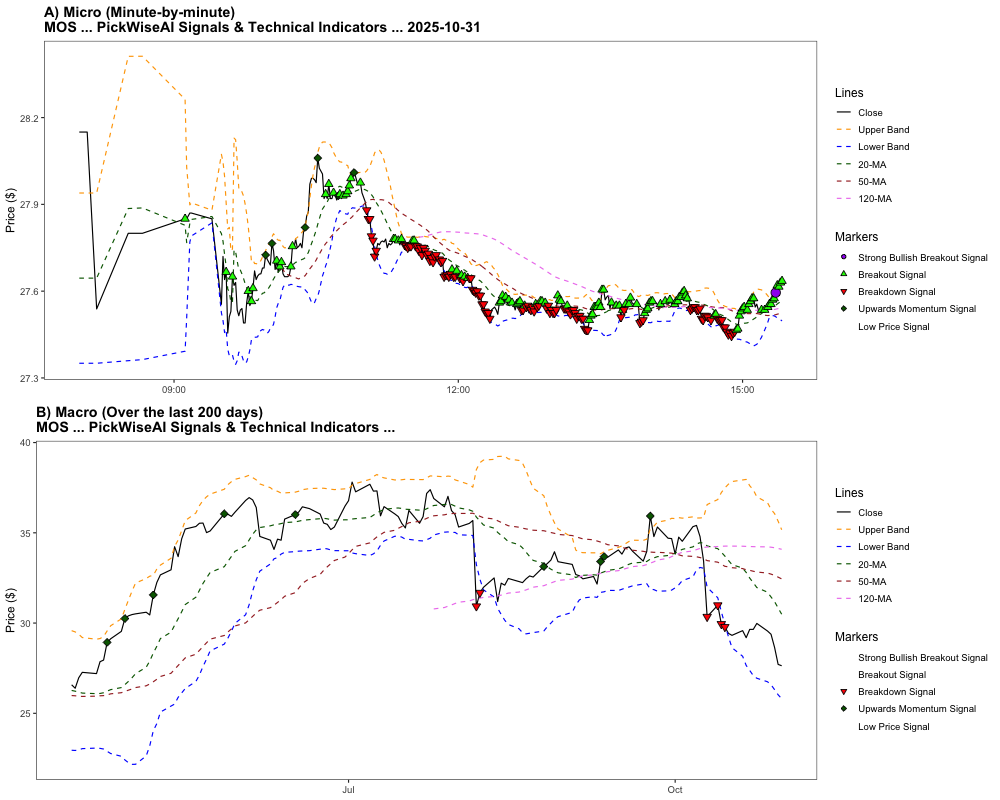 A) Micro (Minute-by-minute)
MOS ... PickWiseAI Signals & Technical Indicators ... 2025-10-31
Price ($)
28.2
27.9
27.6
27.3
09:00
12:00
15:00
Lines
Close
Upper Band
Lower Band
20-MA
50-MA
120-MA
Markers
Strong Bullish Breakout Signal
Breakout Signal
Breakdown Signal
Upwards Momentum Signal
Low Price Signal
B) Macro (Over the last 200 days)
MOS ... PickWiseAI Signals & Technical Indicators ...
Price ($)
40
35
30
25
Jul
Oct
Lines
Close
Upper Band
Lower Band
20-MA
50-MA
120-MA
Markers
Strong Bullish Breakout Signal
Breakout Signal
Breakdown Signal
Upwards Momentum Signal
Low Price Signal